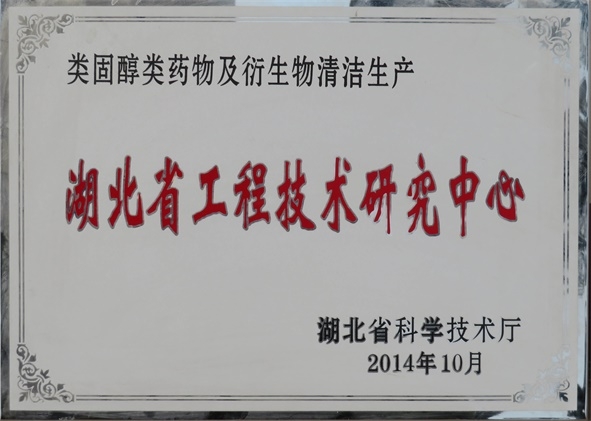 类固醇类药物及衍生物清洁生产
湖北省工程技术研究中心
湖北省科学技术厅
2014年10月